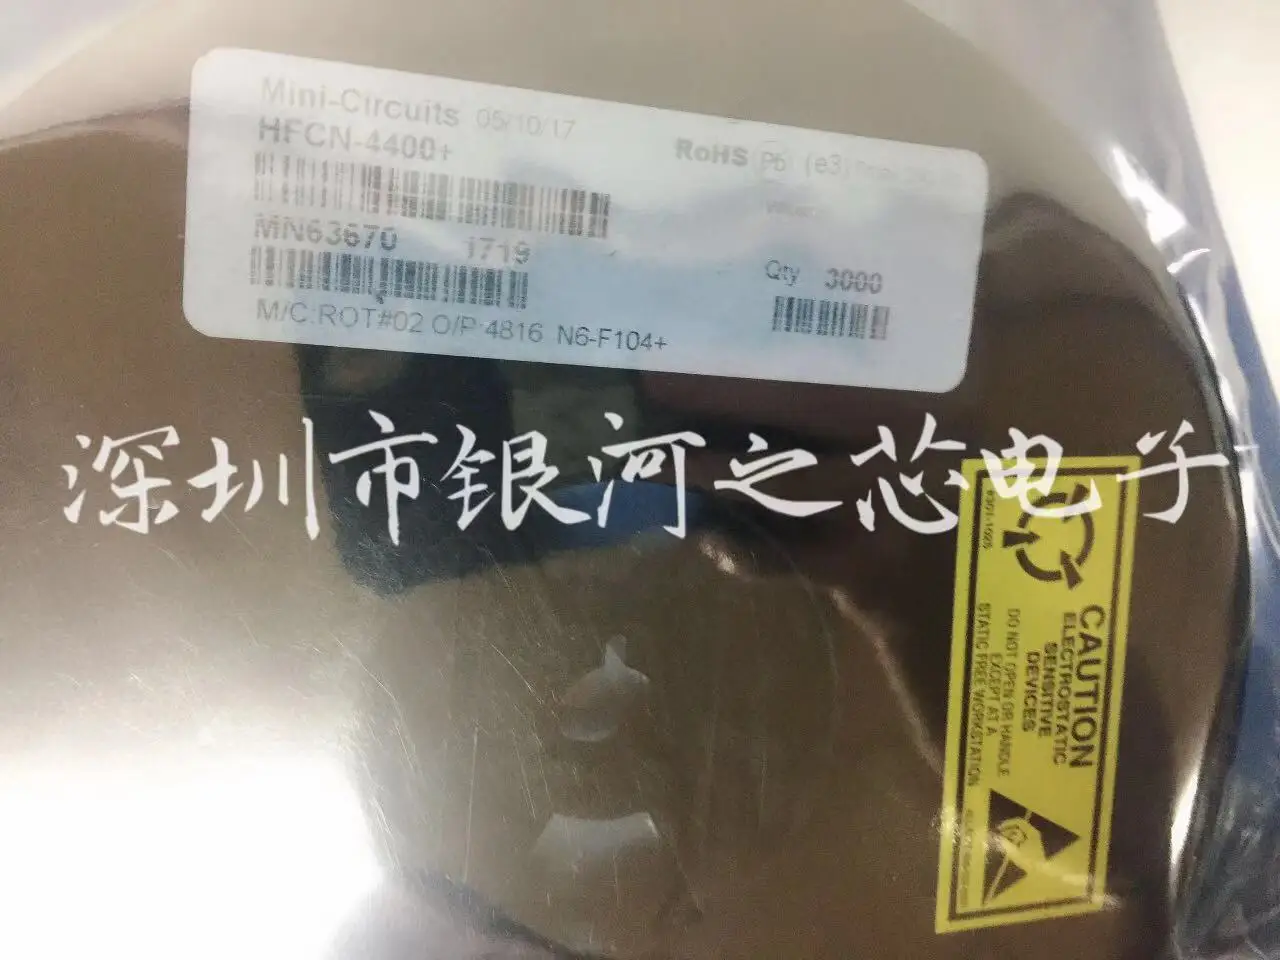 Mini-Circuits 05/10/17
HFCN-4400+
RoHS Pb (e3)
MN63670 1719
Qty 3000
M/C:ROT#02 O/P:4816 N6-F104+
深圳市银河之芯电子
CAUTION
ELECTROSTATIC
SENSITIVE
DEVICES
DO NOT OPEN OR HANDLE
EXCEPT AT A
STATIC FREE WORKSTATION